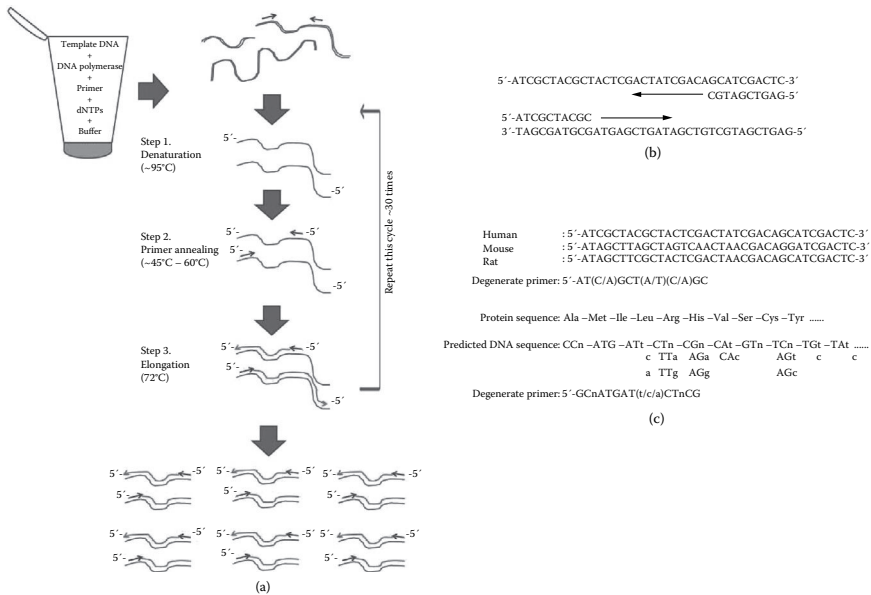 Template DNA
+
DNA polymerase
+
Primer
+
dNTPs
+
Buffer
Step 1.
Denaturation
(~95°C)
5´-
-5´
Step 2.
Primer annealing
(~45°C – 60°C)
5´-
-5´
5´-
-5´
Step 3.
Elongation
(72°C)
5´-
-5´
5´-
-5´
Repeat this cycle ~30 times
5´-
-5´
5´-
-5´
5´-
-5´
5´-
5´-
5´-
5´-
-5´
5´-
-5´
5´-
-5´
5´-
5´-
5´-
(a)
5´-ATCGCTACGCTACTCGACTATCGACAGCATCGACTC-3´
CGTAGCTGAG-5´
5´-ATCGCTACGC
3´-TAGCGATGCGATGAGCTGATAGCTGTCGTAGCTGAG-5´
(b)
Human : 5´-ATCGCTACGCTACTCGACTATCGACAGCATCGACTC-3´
Mouse : 5´-ATAGCTTAGCTAGTCAACTAACGACAGGATCGACTC-3´
Rat : 5´-ATAGCTTCGCTACTCGACTAACGACAGCATCGACTC-3´
Degenerate primer: 5´-AT(C/A)GCT(A/T)(C/A)GC
Protein sequence: Ala –Met –Ile –Leu –Arg –His –Val –Ser –Cys –Tyr ......
Predicted DNA sequence: CCn –ATG –ATt –CTn –CGn –CAt –GTn –TCn –TGt –TAt ......
c TTa AGa CAc AGt c c
a TTg AGg AGc
Degenerate primer: 5´-GCnATGAT(t/c/a)CTnCG
(c)